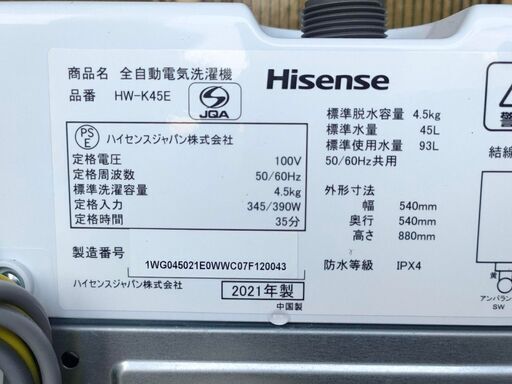 商品名 全自動電気洗濯機
品番 HW-K45E
JQA
Hisense
PS
E
ハイセンスジャパン株式会社
定格電圧 100V
定格周波数 50/60Hz
標準洗濯容量 4.5kg
定格入力 345/390W
定格時間 35分
製造番号
1WG045021E0WWC07F120043
ハイセンスジャパン株式会社
2021年製
中国製
標準脱水容量 4.5kg
標準水量 45L
標準使用水量 93L
50/60Hz共用
外形寸法
幅 540mm
奥行 540mm
高さ 880mm
防水等級 IPX4
警
結線
黄
アンバラン
SW